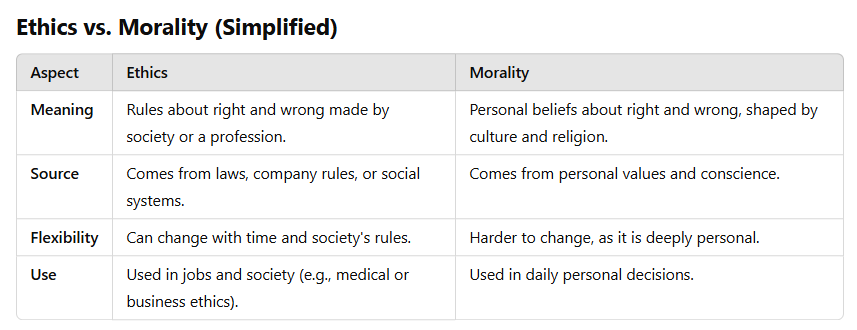 Ethics vs. Morality (Simplified)
Aspect Ethics Morality
Meaning Rules about right and wrong made by Personal beliefs about right and wrong, shaped by
society or a profession. culture and religion.
Source Comes from laws, company rules, or social Comes from personal values and conscience.
systems.
Flexibility Can change with time and society's rules. Harder to change, as it is deeply personal.
Use Used in jobs and society (e.g., medical or Used in daily personal decisions.
business ethics).